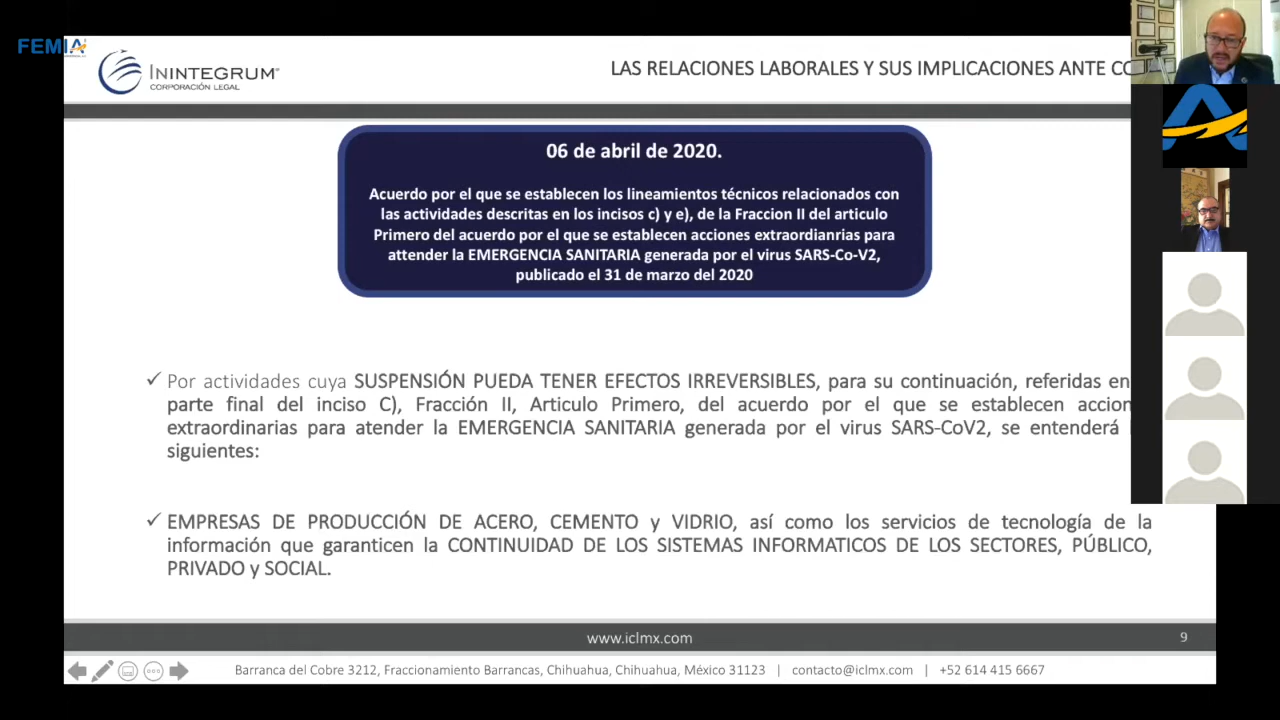 FEMIA
ININTEGRUM
CORPORACIÓN LEGAL
LAS RELACIONES LABORALES Y SUS IMPLICACIONES ANTE
06 de abril de 2020.
Acuerdo por el que se establecen los lineamientos técnicos relacionados con
las actividades descritas en los incisos c) y e), de la Fraccion II del articulo
Primero del acuerdo por el que se establecen acciones extraordianrias para
attender la EMERGENCIA SANITARIA generada por el virus SARS-Co-V2,
publicado el 31 de marzo del 2020
✓ Por actividades cuya SUSPENSIÓN PUEDA TENER EFECTOS IRREVERSIBLES, para su continuación, referidas en
parte final del inciso C), Fracción II, Articulo Primero, del acuerdo por el que se establecen accion
extraordinarias para atender la EMERGENCIA SANITARIA generada por el virus SARS-CoV2, se entenderá
siguientes:
✓ EMPRESAS DE PRODUCCIÓN DE ACERO, CEMENTO y VIDRIO, así como los servicios de tecnología de la
información que garanticen la CONTINUIDAD DE LOS SISTEMAS INFORMATICOS DE LOS SECTORES, PÚBLICO,
PRIVADO y SOCIAL.
www.iclmx.com
9
Barranca del Cobre 3212, Fraccionamiento Barrancas, Chihuahua, Chihuahua, México 31123 | contacto@iclmx.com | +52 614 415 6667